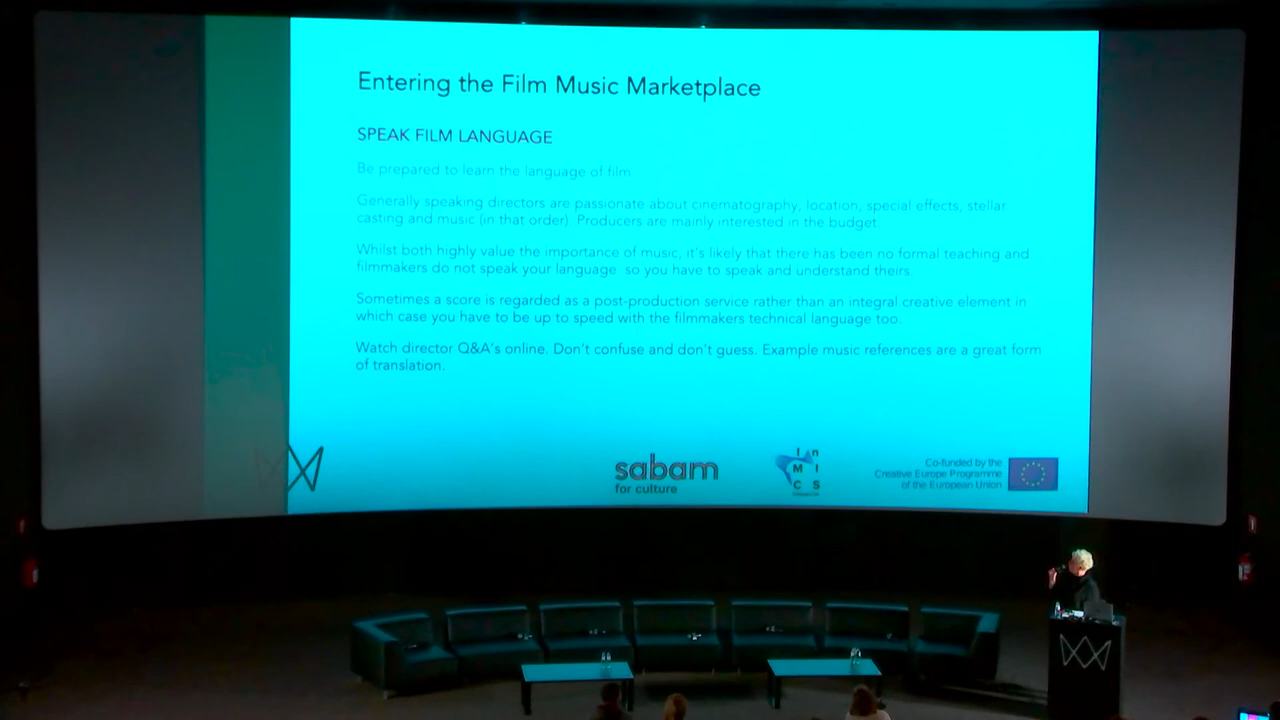 Entering the Film Music Marketplace
SPEAK FILM LANGUAGE
Be prepared to learn the language of film
Generally speaking directors are passionate about cinematography, location, special effects, stellar
casting and music (in that order) Producers are mainly interested in the budget.
Whilst both highly value the importance of music, it's likely that there has been no formal teaching and
filmmakers do not speak your language so you have to speak and understand theirs
Sometimes a score is regarded as a post-production service rather than an integral creative element in
which case you have to be up to speed with the filmmakers technical language too.
Watch director Q&A's online. Don't confuse and don't guess. Example music references are a great form
of translation.
sabam
for culture
I n
M I
C S
Co-funded by the
Creative Europe Programme
of the European Union